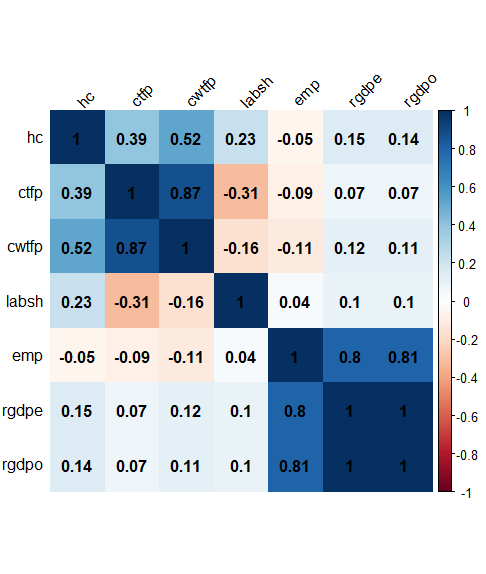 hc ctfp cwtfp labsh emp rgdpe rgdpo
hc 1 0.39 0.52 0.23 -0.05 0.15 0.14
ctfp 0.39 1 0.87 -0.31 -0.09 0.07 0.07
cwtfp 0.52 0.87 1 -0.16 -0.11 0.12 0.11
labsh 0.23 -0.31 -0.16 1 0.04 0.1 0.1
emp -0.05 -0.09 -0.11 0.04 1 0.8 0.81
rgdpe 0.15 0.07 0.12 0.1 0.8 1 1
rgdpo 0.14 0.07 0.11 0.1 0.81 1 1
1
0.8
0.6
0.4
0.2
0
-0.2
-0.4
-0.6
-0.8
-1